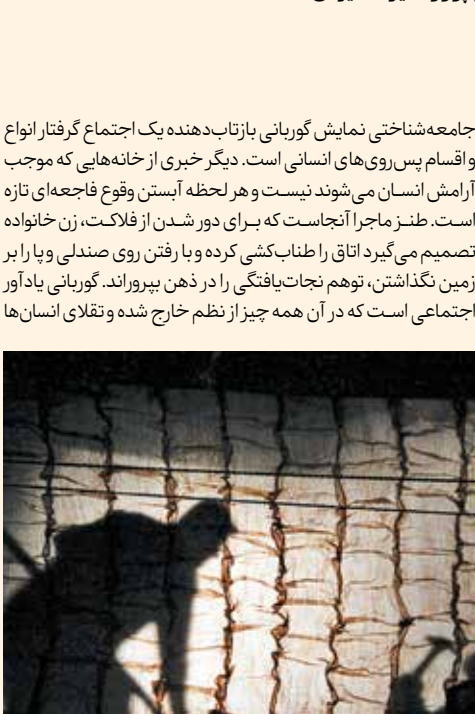 جامعه‌شناختی نمایش گوربانی بازتاب‌دهنده یک اجتماع گرفتار انواع
و اقسام پس‌روی‌های انسانی است. دیگر خبری از خانه‌هایی که موجب
آرامش انسان می‌شوند نیست و هر لحظه آبستن وقوع فاجعه‌ای تازه
است. طنز ماجرا آنجاست که برای دور شدن از فلاکت، زن خانواده
تصمیم می‌گیرد اتاق را طناب‌کشی کرده و با رفتن روی صندلی و پا را بر
زمین نگذاشتن، توهم نجات‌یافتگی را در ذهن بپروراند. گوربانی یادآور
اجتماعی است که در آن همه چیز از نظم خارج شده و تقلای انسان‌ها